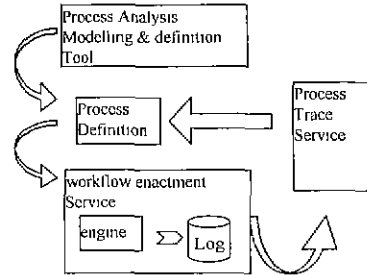 Process Analysis
Modelling & definition
Tool
Process
Definition
Process
Trace
Service
workflow enactment
Service
engine
Log